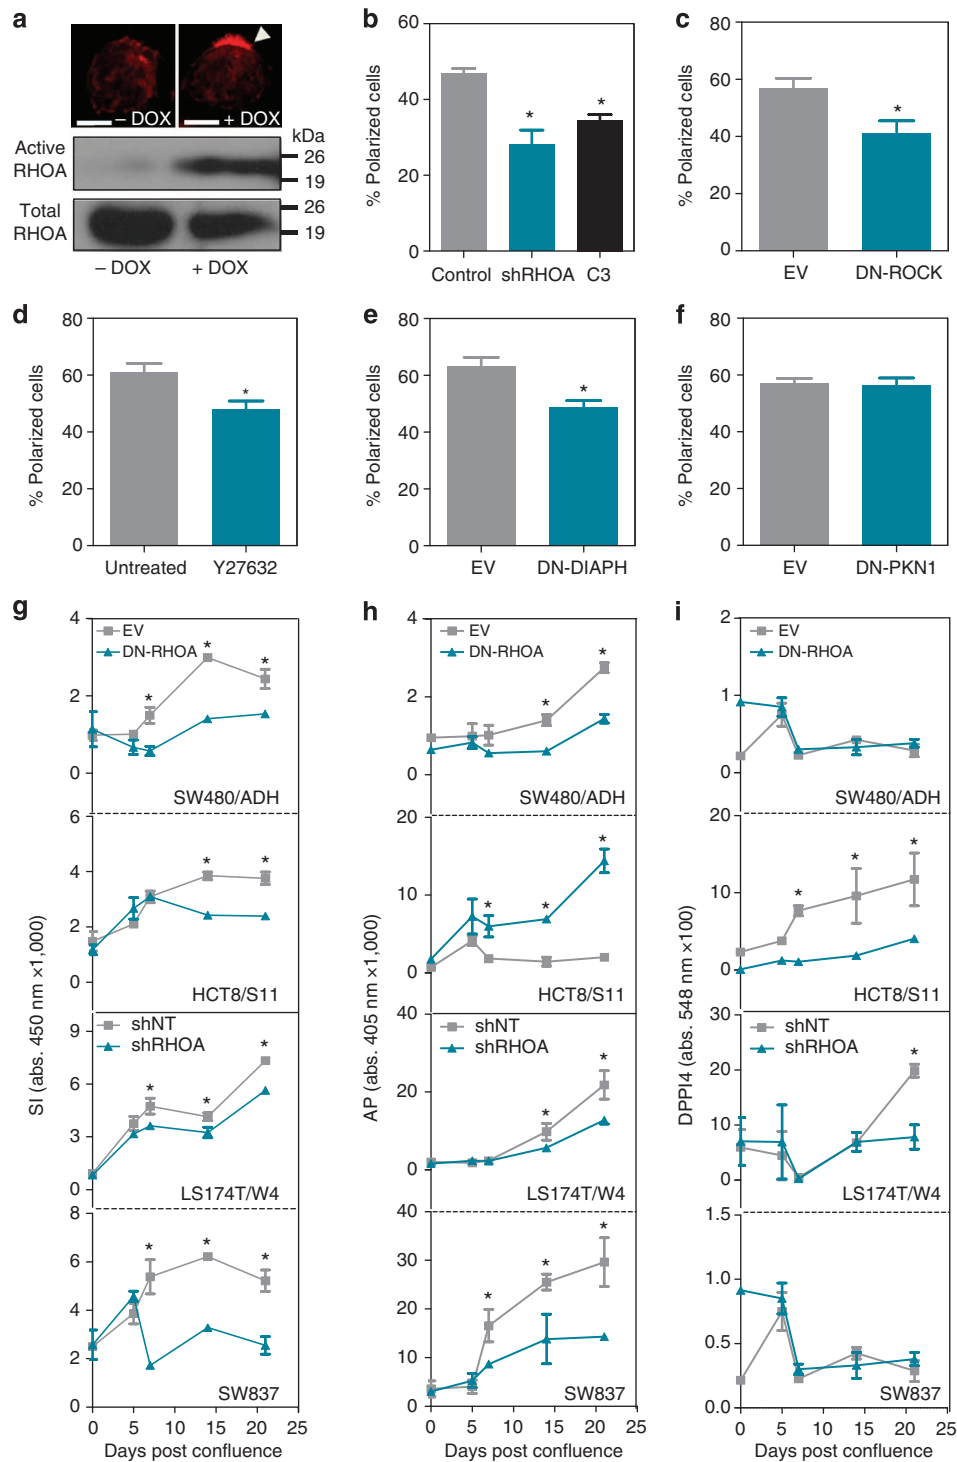 a
– DOX
+ DOX
kDa
Active RHOA
26
19
Total RHOA
26
19
– DOX
+ DOX
b
% Polarized cells
60
40
20
0
*
*
Control
shRHOA
C3
c
% Polarized cells
80
60
40
20
0
*
EV
DN-ROCK
d
% Polarized cells
80
60
40
20
0
*
Untreated
Y27632
e
% Polarized cells
80
60
40
20
0
*
EV
DN-DIAPH
f
% Polarized cells
80
60
40
20
0
EV
DN-PKN1
g
SI (abs. 450 nm ×1,000)
4
2
0
EV
DN-RHOA
*
*
*
SW480/ADH
6
4
2
0
*
*
HCT8/S11
9
6
3
0
shNT
shRHOA
*
*
*
LS174T/W4
8
6
4
2
0
*
*
*
SW837
0
5
10
15
20
25
Days post confluence
h
AP (abs. 405 nm ×1,000)
4
2
0
EV
DN-RHOA
*
*
SW480/ADH
20
10
0
*
*
*
HCT8/S11
40
20
0
shNT
shRHOA
*
*
LS174T/W4
40
30
20
10
0
*
*
*
SW837
0
5
10
15
20
25
Days post confluence
i
DPPI4 (abs. 548 nm ×100)
2
1
0
EV
DN-RHOA
SW480/ADH
20
10
0
*
*
*
HCT8/S11
30
20
10
0
shNT
shRHOA
*
LS174T/W4
1.5
1.0
0.5
0.0
SW837
0
5
10
15
20
25
Days post confluence